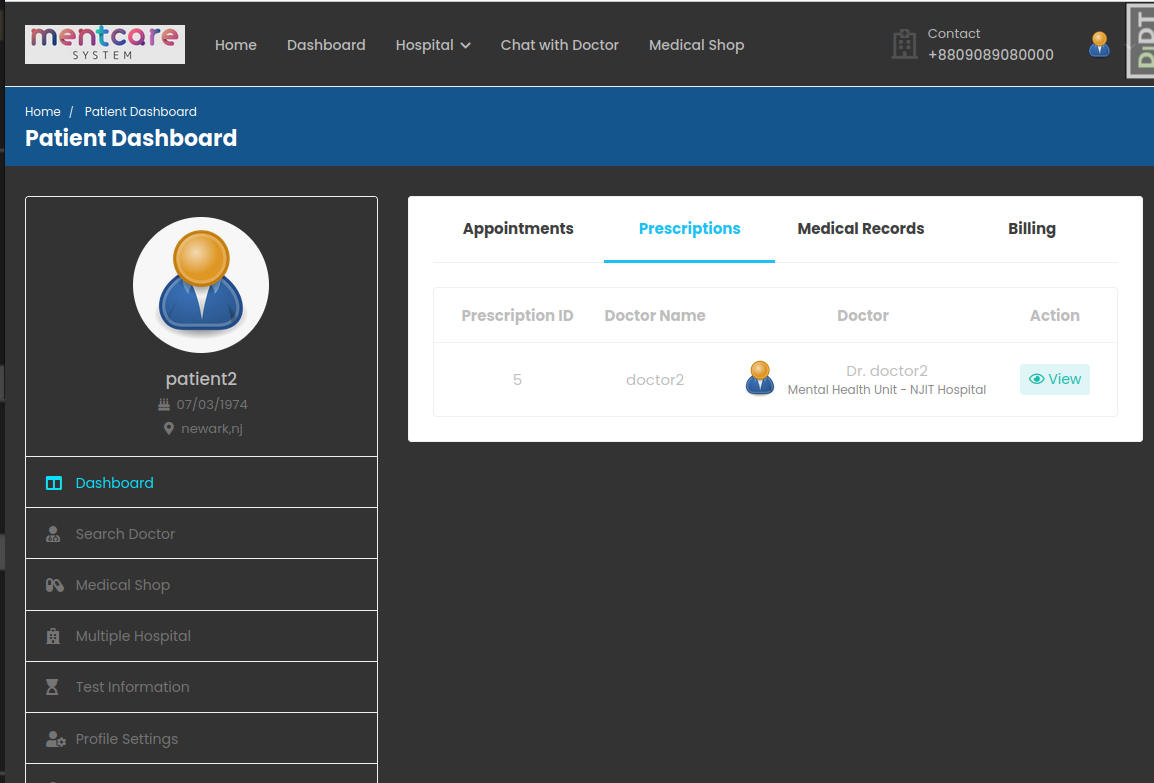 mentcare
SYSTEM
Home
Dashboard
Hospital
Chat with Doctor
Medical Shop
Contact
+8809089080000
DiDT
Home / Patient Dashboard
Patient Dashboard
patient2
07/03/1974
newark,nj
Dashboard
Search Doctor
Medical Shop
Multiple Hospital
Test Information
Profile Settings
Appointments
Prescriptions
Medical Records
Billing
Prescription ID
Doctor Name
Doctor
Action
5
doctor2
Dr. doctor2
Mental Health Unit - NJIT Hospital
View